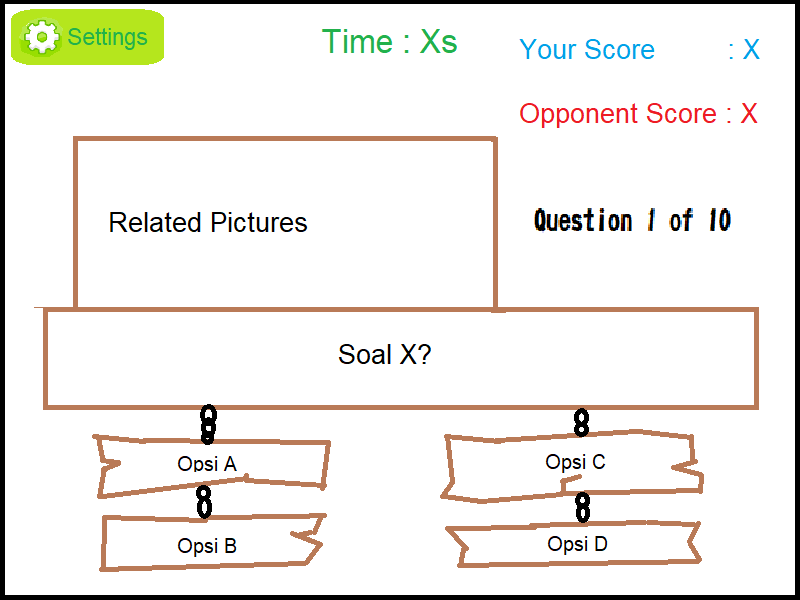 Settings
Time : Xs
Your Score : X
Opponent Score : X
Related Pictures
Question 1 of 10
Soal X?
Opsi A
Opsi C
Opsi B
Opsi D